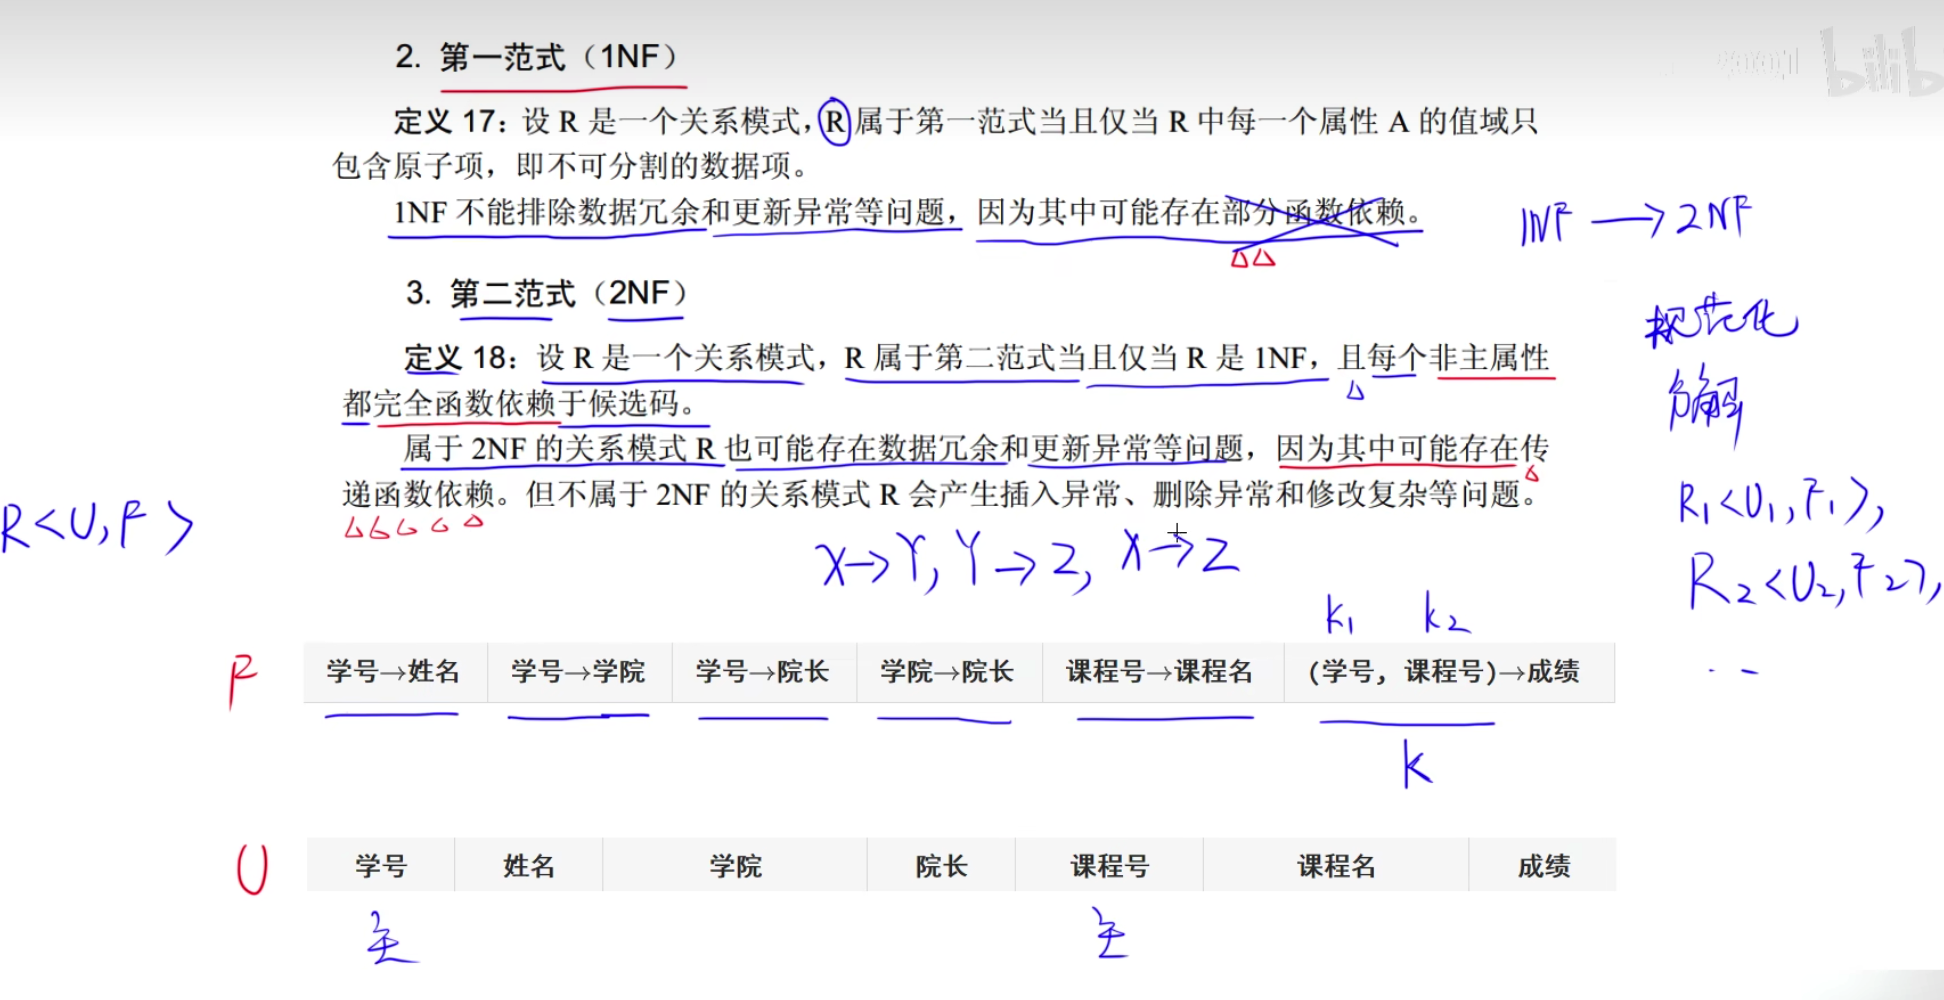 bilib
2. 第一范式（1NF）
定义 17：设 R 是一个关系模式，R 属于第一范式当且仅当 R 中每一个属性 A 的值域只
包含原子项，即不可分割的数据项。
1NF 不能排除数据冗余和更新异常等问题，因为其中可能存在部分函数依赖。
1NF → 2NF
3. 第二范式（2NF）
规范化
定义 18：设 R 是一个关系模式，R 属于第二范式当且仅当 R 是 1NF，且每个非主属性
都完全函数依赖于候选码。
分解
属于 2NF 的关系模式 R 也可能存在数据冗余和更新异常等问题，因为其中可能存在传
递函数依赖。但不属于 2NF 的关系模式 R 会产生插入异常、删除异常和修改复杂等问题。
R<U,F>
R1<U1,F1>,
X→Y, Y→Z, X→Z
R2<U2,F2>,
k1 k2
F 学号→姓名 学号→学院 学号→院长 学院→院长 课程号→课程名 (学号，课程号)→成绩
K
U 学号 姓名 学院 院长 课程号 课程名 成绩
主 主